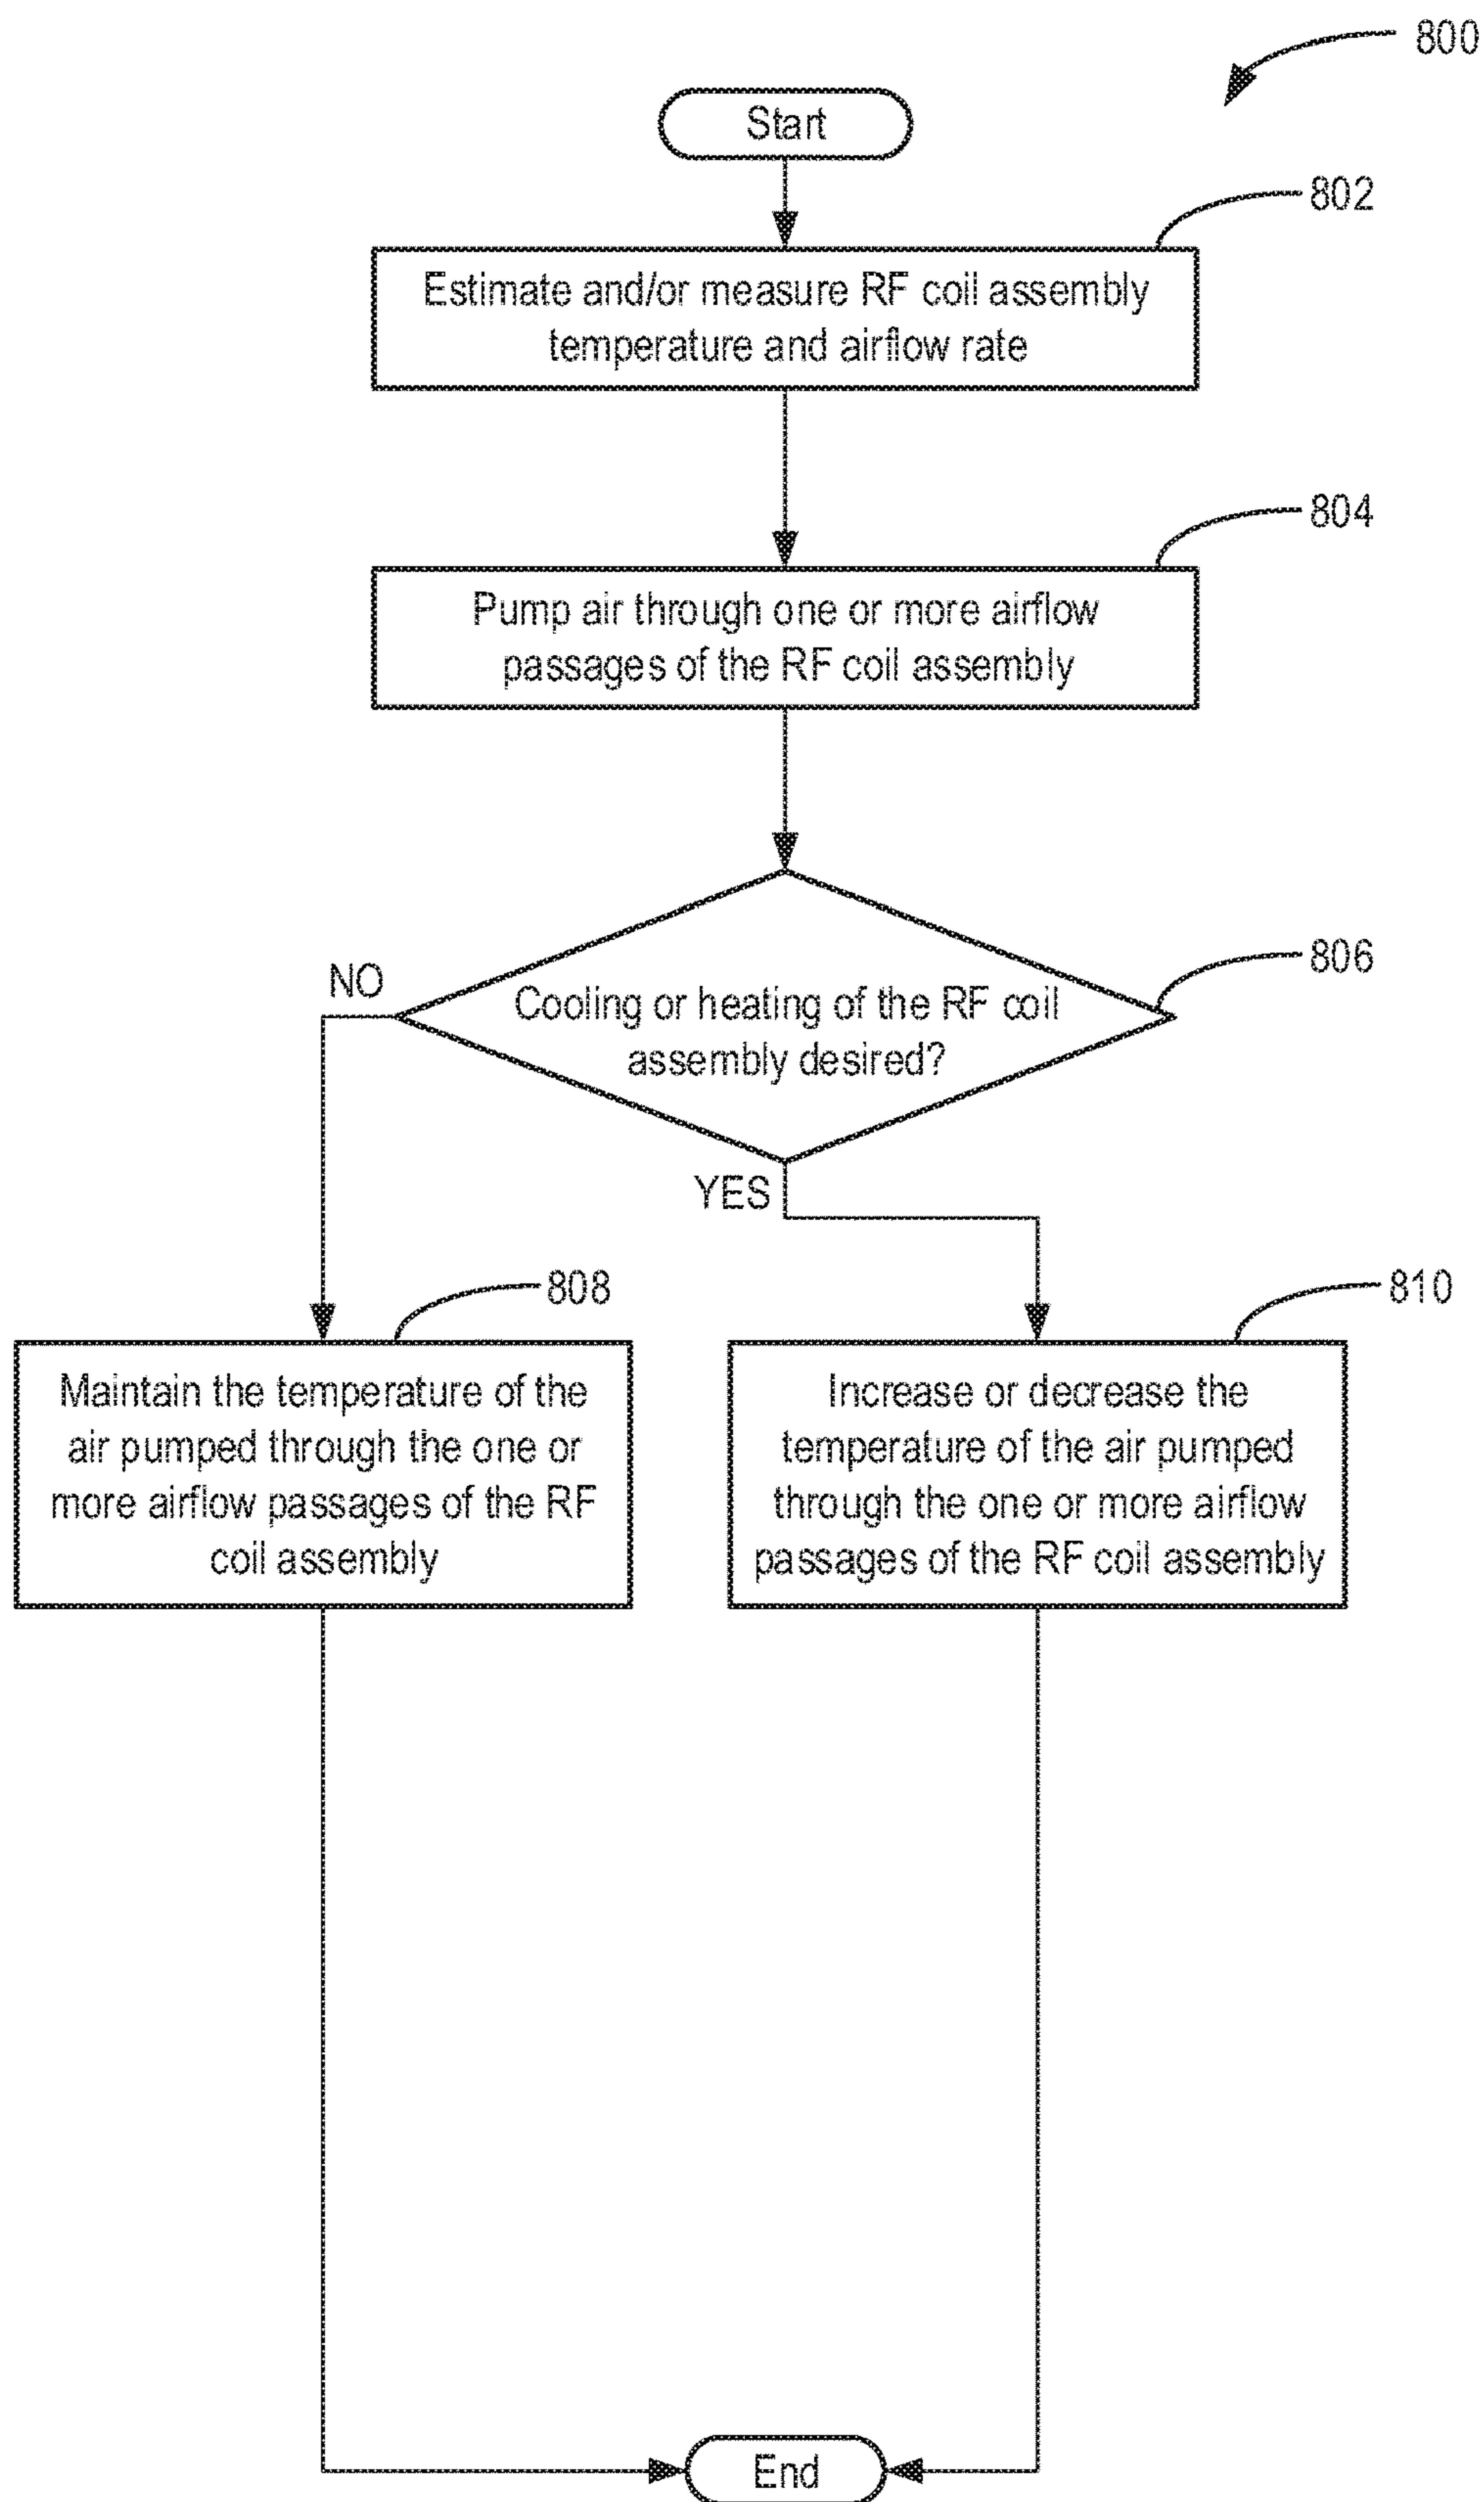 800
Start
802
Estimate and/or measure RF coil assembly
temperature and airflow rate
804
Pump air through one or more airflow
passages of the RF coil assembly
806
NO
Cooling or heating of the RF coil
assembly desired?
YES
808
Maintain the temperature of the
air pumped through the one or
more airflow passages of the RF
coil assembly
810
Increase or decrease the
temperature of the air pumped
through the one or more airflow
passages of the RF coil assembly
End